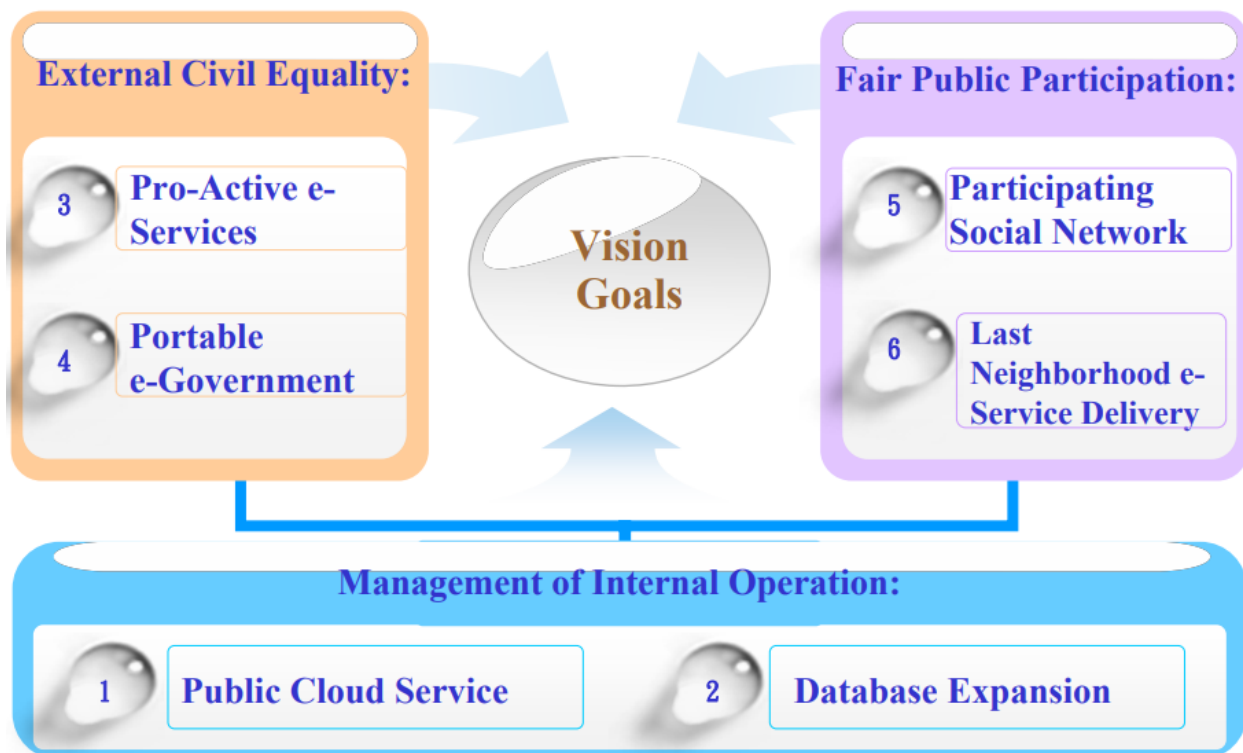 External Civil Equality:
3
Pro-Active e-
Services
4
Portable
e-Government
Vision
Goals
Fair Public Participation:
5
Participating
Social Network
6
Last
Neighborhood e-
Service Delivery
Management of Internal Operation:
1
Public Cloud Service
2
Database Expansion